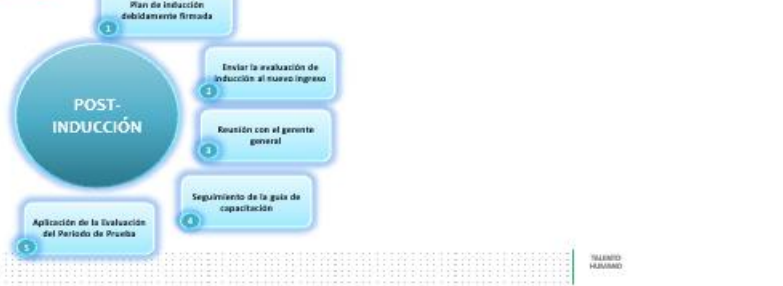 Plan de inducción
debidamente firmada
1
Enviar la evaluación de
inducción al nuevo ingreso
2
POST-
INDUCCIÓN
Reunión con el gerente
general
3
Seguimiento de la guía de
capacitación
4
Aplicación de la Evaluación
del Periodo de Prueba
5
TALENTO
HUMANO